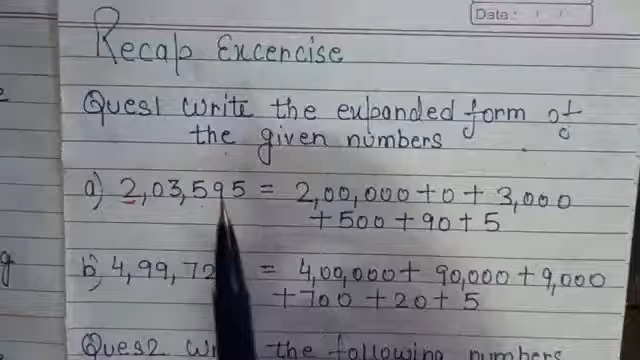 Date :
Recap Excercise
Ques1 Write the expanded form of
the given numbers
a) 2,03,595 = 2,00,000 + 0 + 3,000
+ 500 + 90 + 5
b) 4,99,72 = 4,00,000 + 90,000 + 9,000
+ 700 + 20 + 5
Ques2 the following numbers